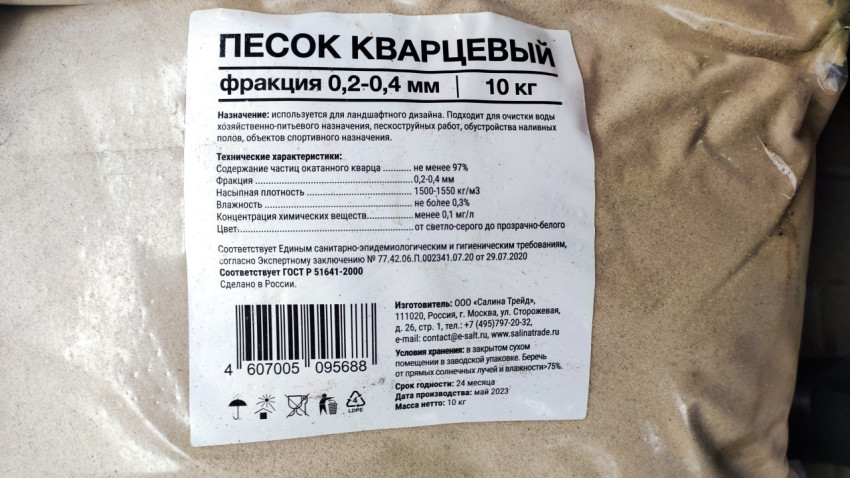 ПЕСОК КВАРЦЕВЫЙ
фракция 0,2-0,4 мм | 10 кг
Назначение: используется для ландшафтного дизайна. Подходит для очистки воды
хозяйственно-питьевого назначения, пескоструйных работ, обустройства наливных
полов, объектов спортивного назначения.
Технические характеристики:
Содержание частиц окатанного кварца .......... не менее 97%
Фракция .......... 0,2-0,4 мм
Насыпная плотность .......... 1500-1550 кг/м3
Влажность .......... не более 0,3%
Концентрация химических веществ.......... менее 0,1 мг/л
Цвет.......... от светло-серого до прозрачно-белого
Соответствует Единым санитарно-эпидемиологическим и гигиеническим требованиям,
согласно Экспертному заключению № 77.42.06.П.002341.07.20 от 29.07.2020
Соответствует ГОСТ Р 51641-2000
Сделано в России.
4 607005 095688
LDPE
4
Изготовитель: ООО «Салина Трейд»,
111020, Россия, г. Москва, ул. Сторожевая,
д. 26, стр. 1, тел.: +7 (495)797-20-32,
e-mail: contact@e-salt.ru, www.salinatrade.ru
Условия хранения: в закрытом сухом
помещении в заводской упаковке. Беречь
от прямых солнечных лучей и влажности>75%.
Срок годности: 24 месяца
Дата производства: май 2023
Масса нетто: 10 кг